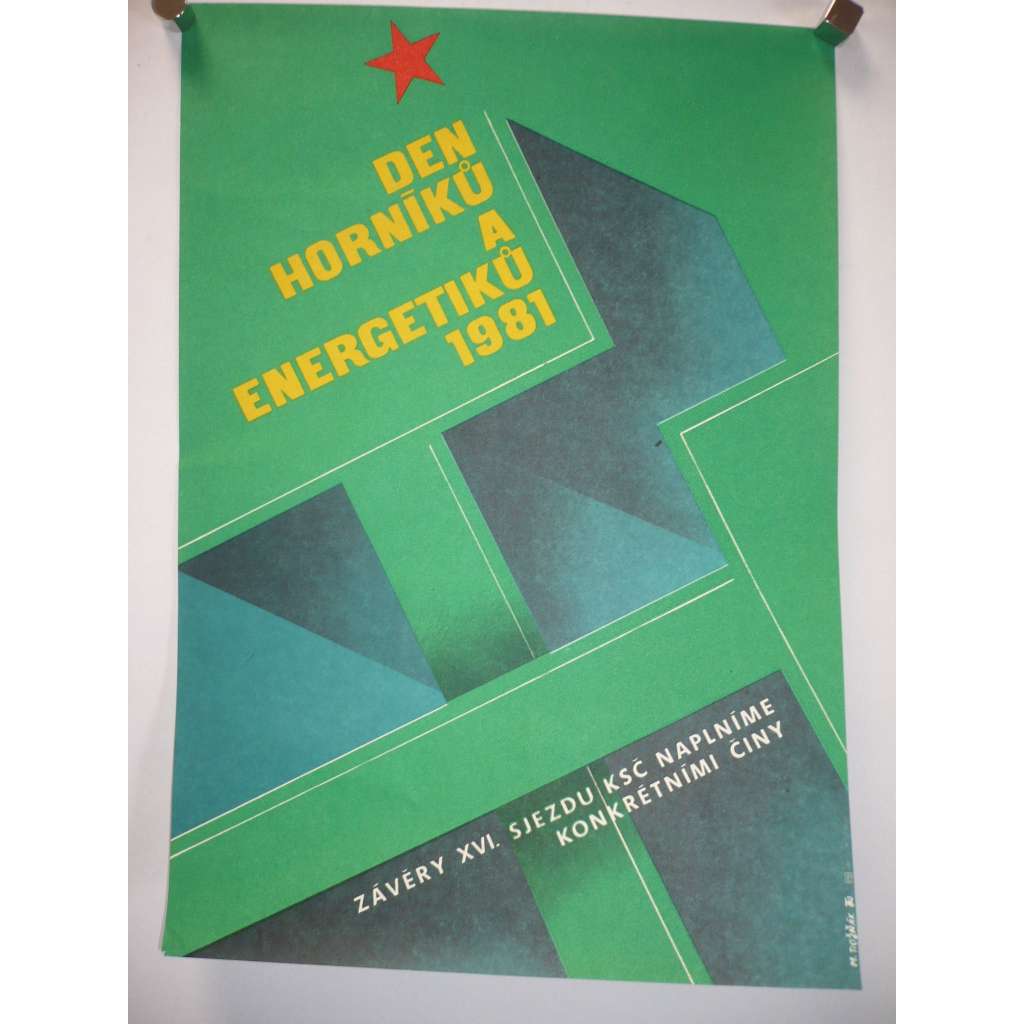 DEN
HORNÍKŮ
A
ENERGETIKŮ
1981
ZÁVĚRY XVI. SJEZDU KSČ NAPLNÍME
KONKRÉTNÍMI ČINY